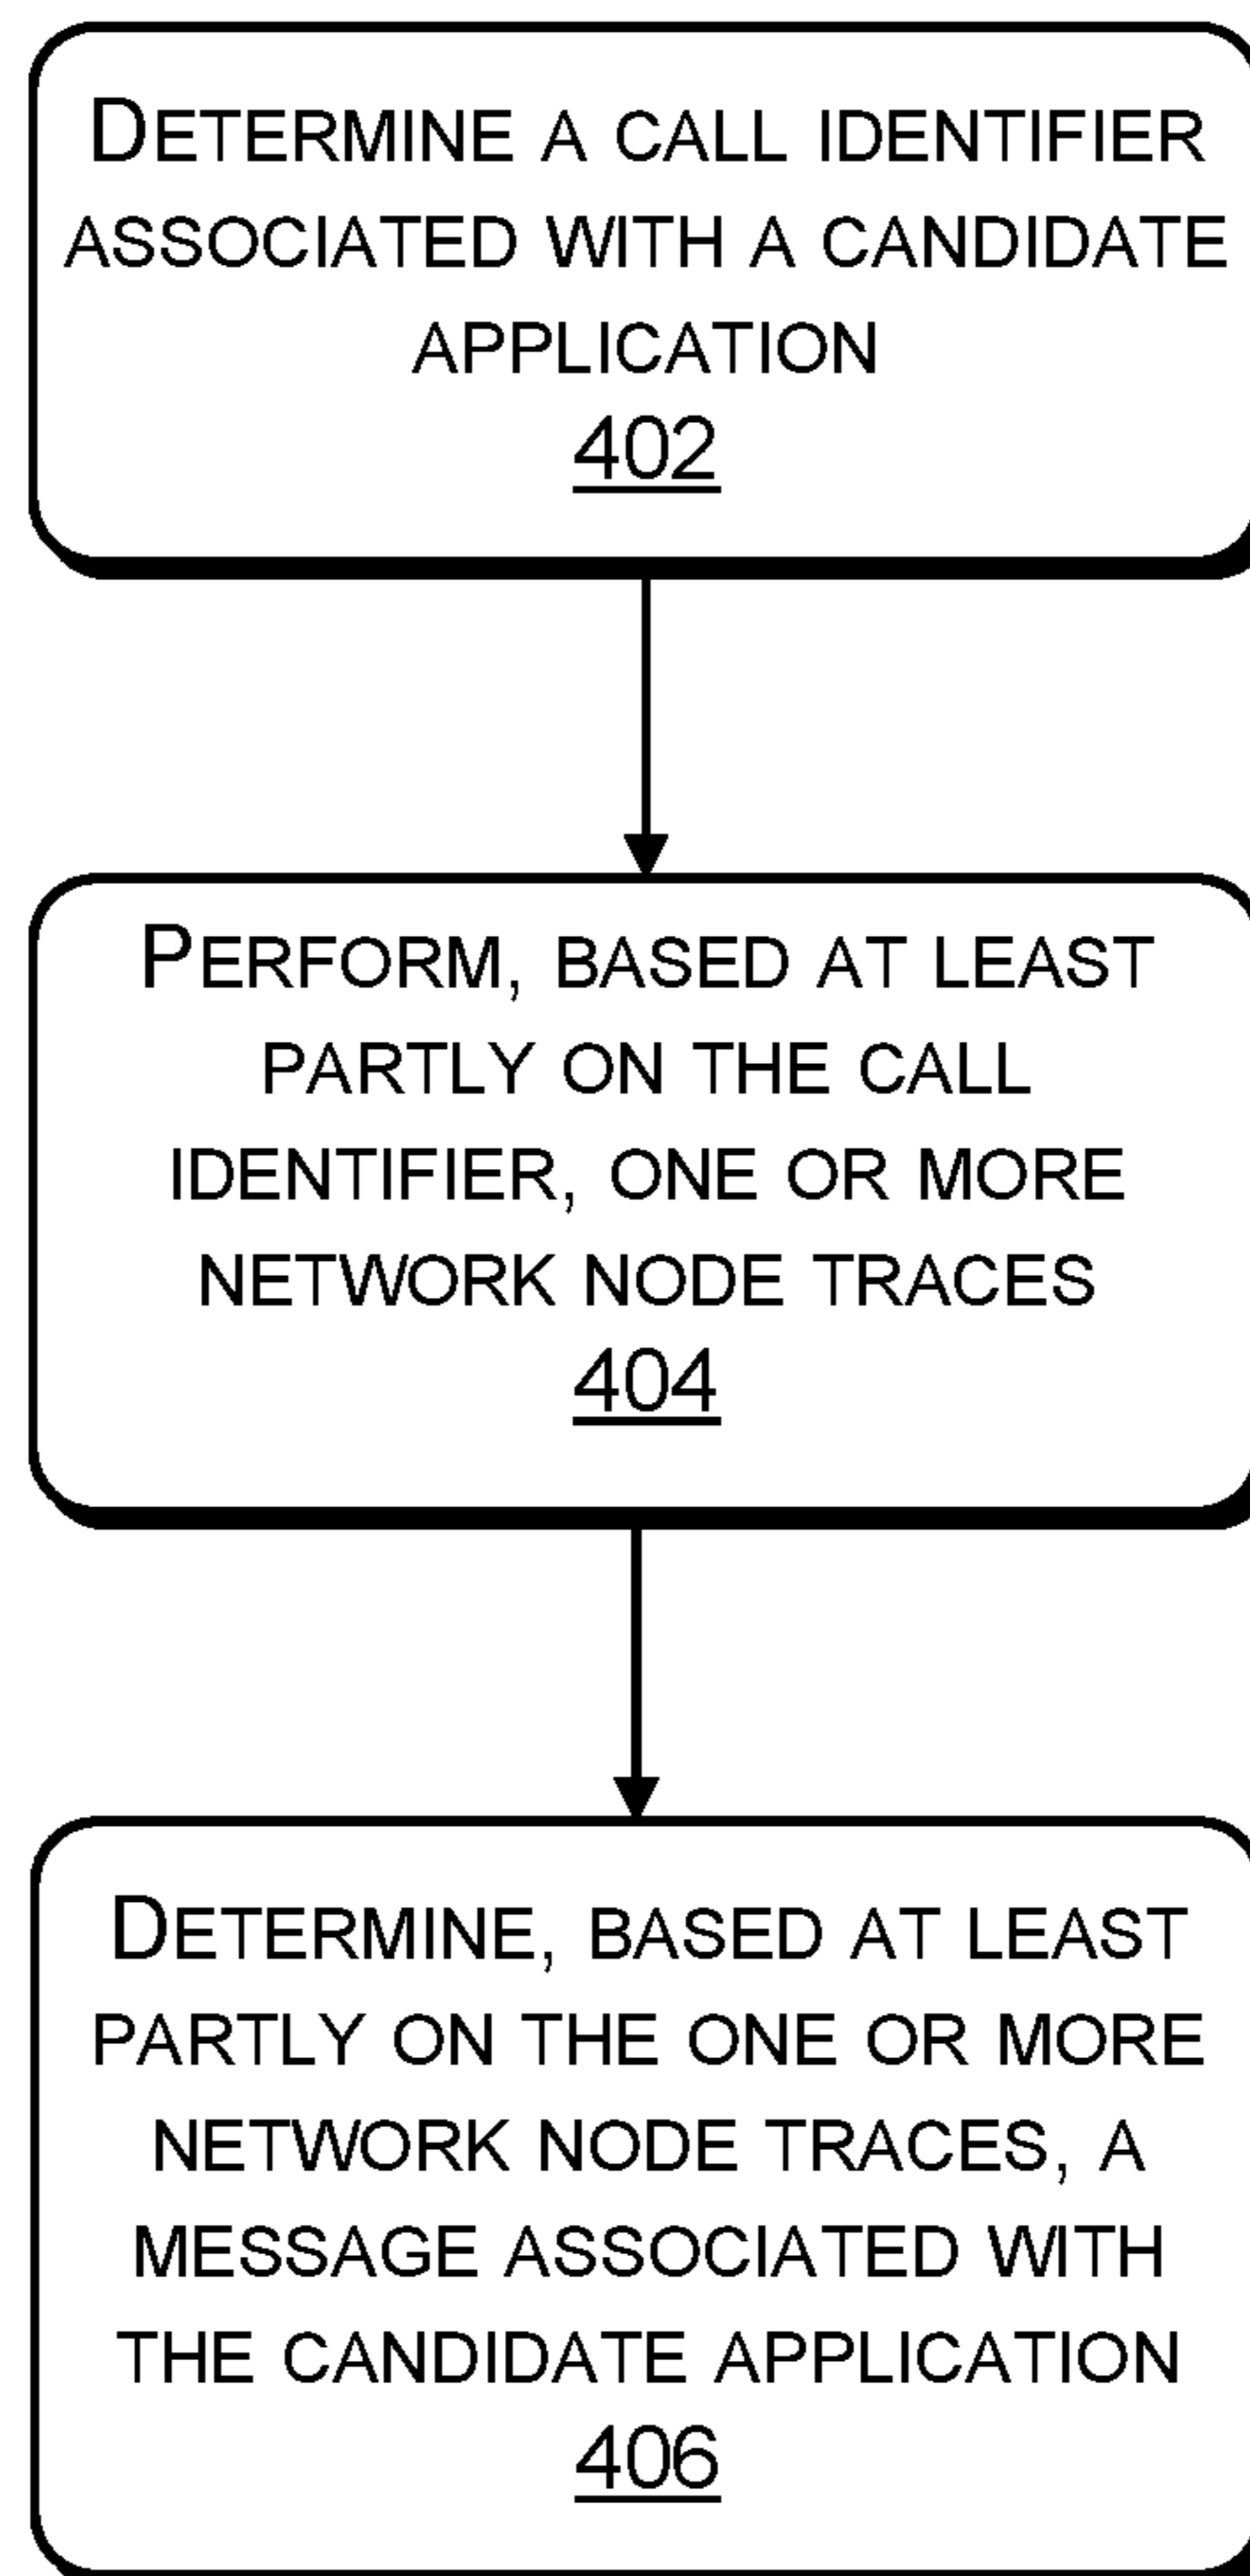 DETERMINE A CALL IDENTIFIER
ASSOCIATED WITH A CANDIDATE
APPLICATION
402
PERFORM, BASED AT LEAST
PARTLY ON THE CALL
IDENTIFIER, ONE OR MORE
NETWORK NODE TRACES
404
DETERMINE, BASED AT LEAST
PARTLY ON THE ONE OR MORE
NETWORK NODE TRACES, A
MESSAGE ASSOCIATED WITH
THE CANDIDATE APPLICATION
406